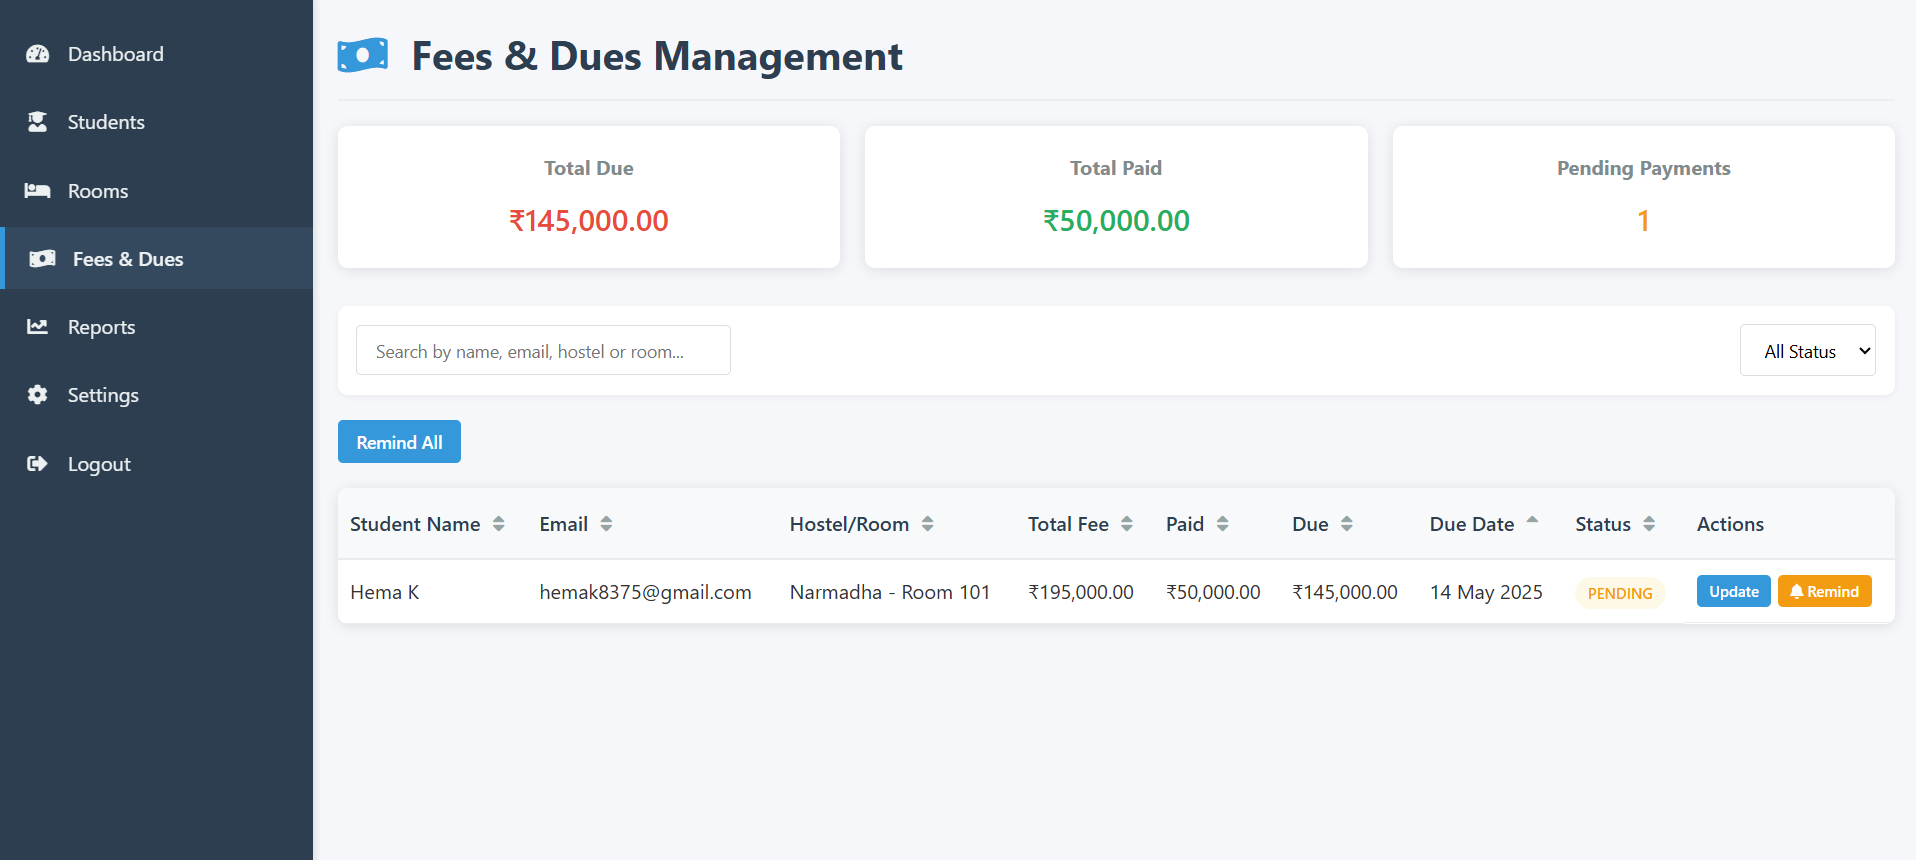 Dashboard
Students
Rooms
Fees & Dues
Reports
Settings
Logout
Fees & Dues Management
Total Due
₹145,000.00
Total Paid
₹50,000.00
Pending Payments
1
Search by name, email, hostel or room...
All Status
Remind All
Student Name Email Hostel/Room Total Fee Paid Due Due Date Status Actions
Hema K hemak8375@gmail.com Narmadha - Room 101 ₹195,000.00 ₹50,000.00 ₹145,000.00 14 May 2025 PENDING Update Remind